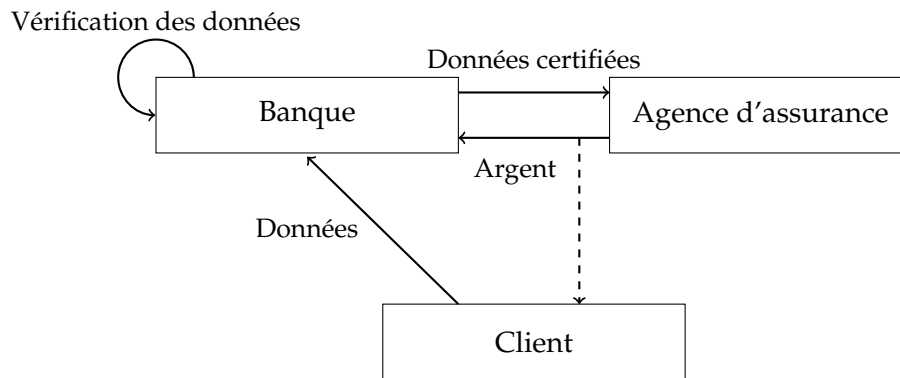 Vérification des données
Données certifiées
Banque
Agence d'assurance
Argent
Données
Client